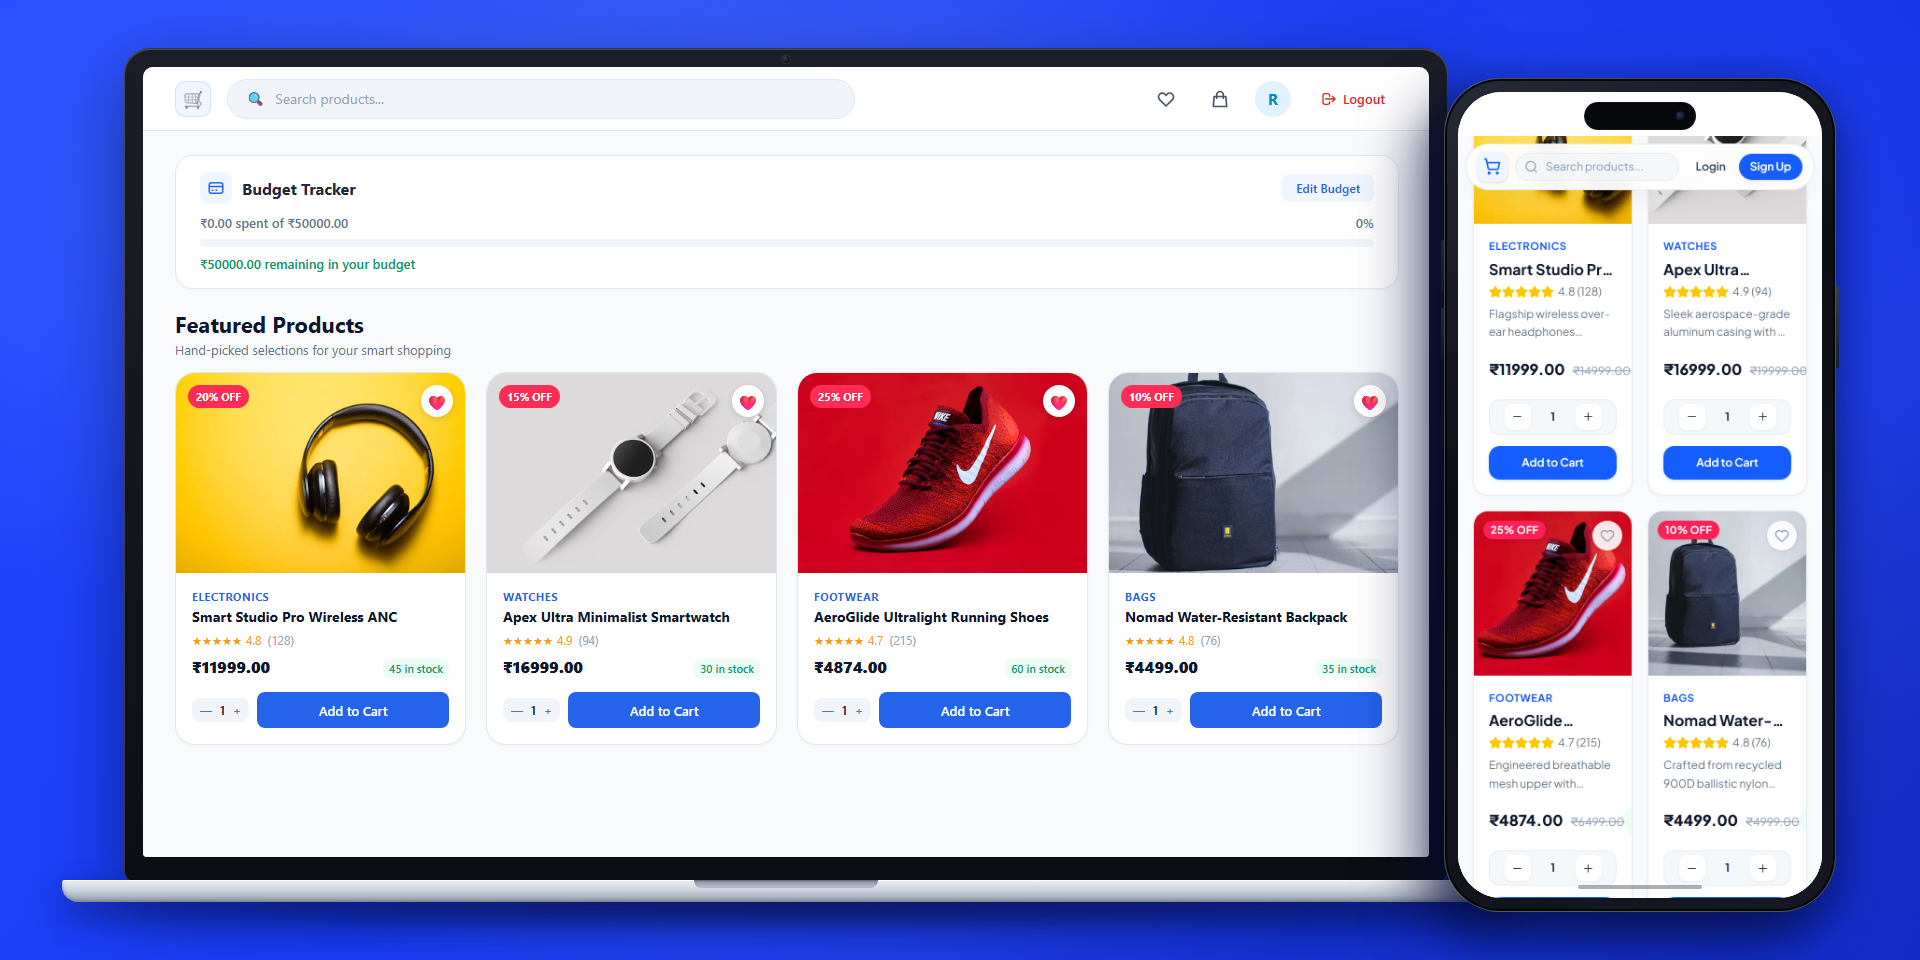 Search products...
R
Logout
Budget Tracker
Edit Budget
₹0.00 spent of ₹50000.00
0%
₹50000.00 remaining in your budget
Featured Products
Hand-picked selections for your smart shopping
20% OFF
ELECTRONICS
Smart Studio Pro Wireless ANC
★★★★★ 4.8 (128)
₹11999.00
45 in stock
— 1 +
Add to Cart
15% OFF
WATCHES
Apex Ultra Minimalist Smartwatch
★★★★★ 4.9 (94)
₹16999.00
30 in stock
— 1 +
Add to Cart
25% OFF
NIKE
FOOTWEAR
AeroGlide Ultralight Running Shoes
★★★★★ 4.7 (215)
₹4874.00
60 in stock
— 1 +
Add to Cart
10% OFF
BAGS
Nomad Water-Resistant Backpack
★★★★★ 4.8 (76)
₹4499.00
35 in stock
— 1 +
Add to Cart
Search products...
Login
Sign Up
ELECTRONICS
Smart Studio Pr...
4.8 (128)
Flagship wireless over-
ear headphones...
₹11999.00 ₹14999.00
− 1 +
Add to Cart
WATCHES
Apex Ultra...
4.9 (94)
Sleek aerospace-grade
aluminum casing with ...
₹16999.00 ₹19999.00
− 1 +
Add to Cart
25% OFF
NIKE
FOOTWEAR
AeroGlide...
4.7 (215)
Engineered breathable
mesh upper with...
₹4874.00 ₹6499.00
− 1 +
10% OFF
BAGS
Nomad Water-...
4.8 (76)
Crafted from recycled
900D ballistic nylon...
₹4499.00 ₹4999.00
− 1 +